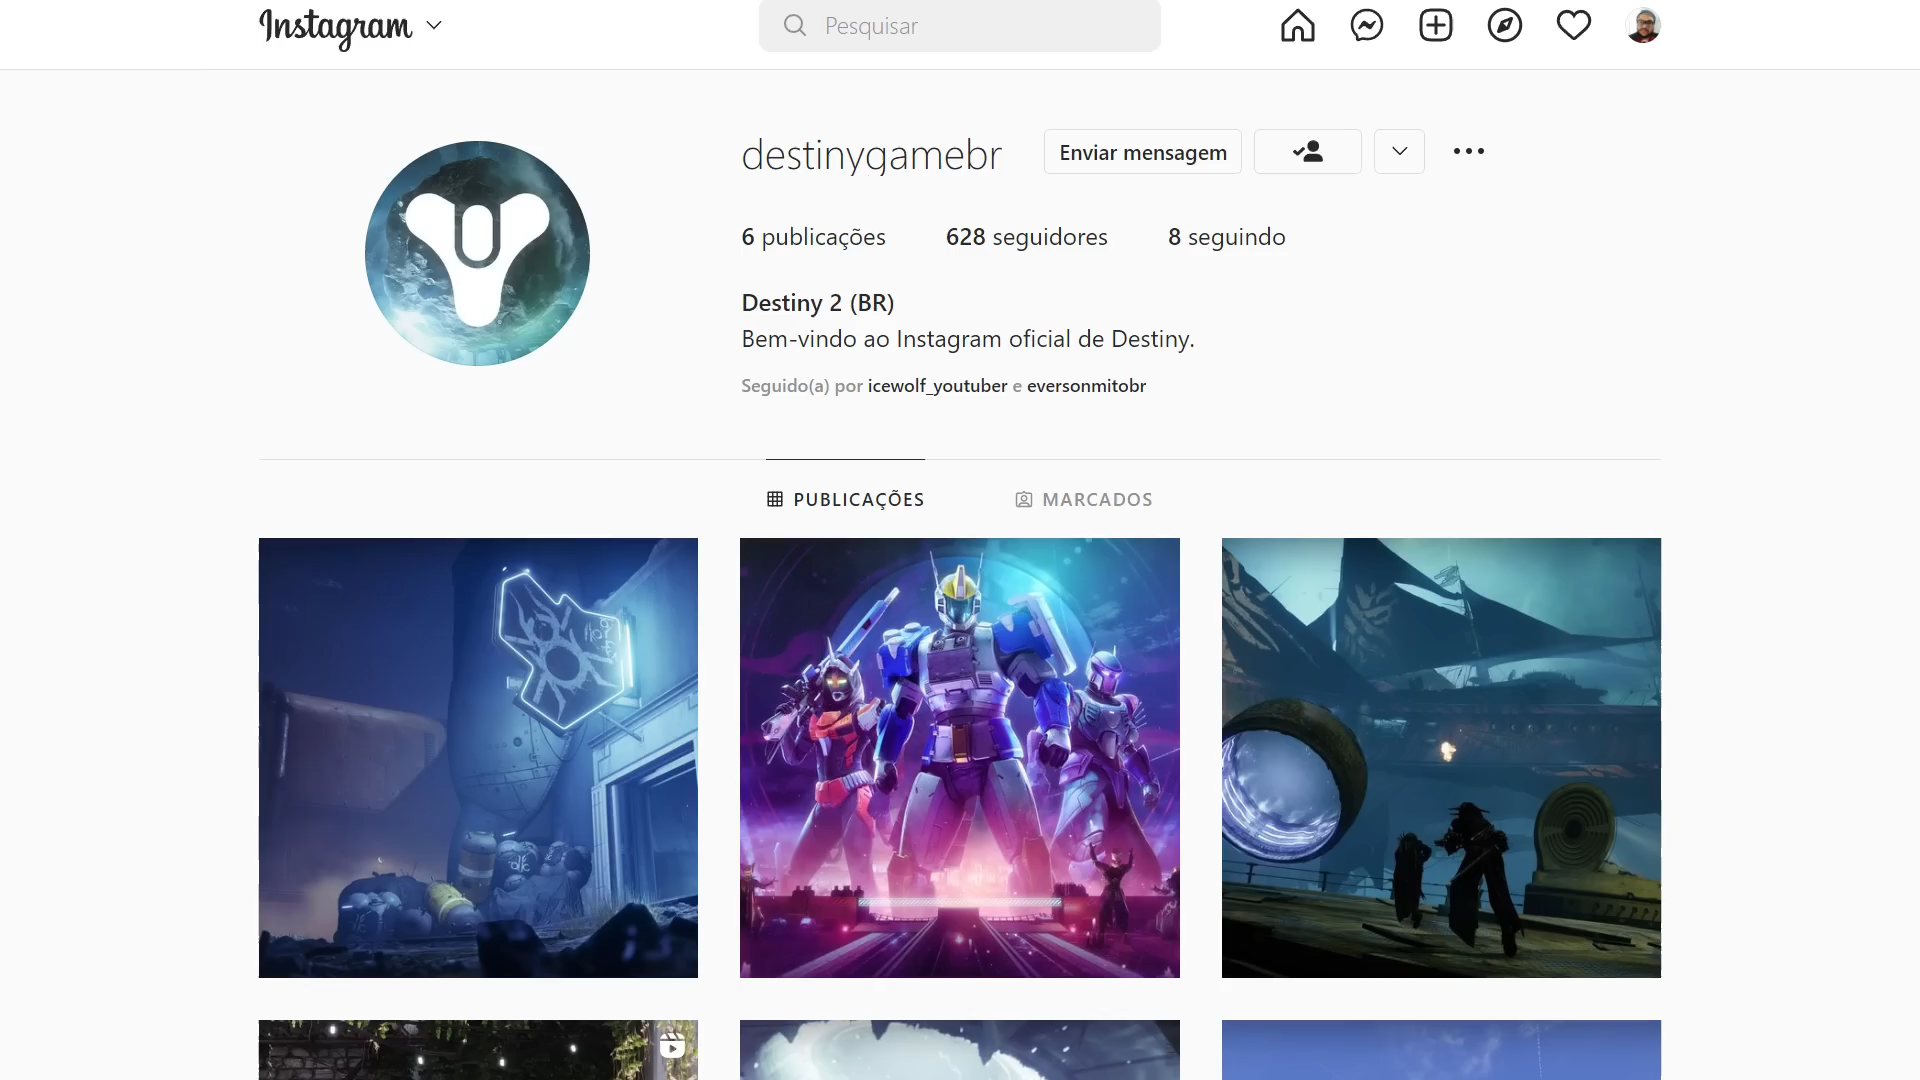 Instagram
Pesquisar
destinygamebr
Enviar mensagem
6 publicações 628 seguidores 8 seguindo
Destiny 2 (BR)
Bem-vindo ao Instagram oficial de Destiny.
Seguido(a) por icewolf_youtuber e eversonmitobr
PUBLICAÇÕES MARCADOS